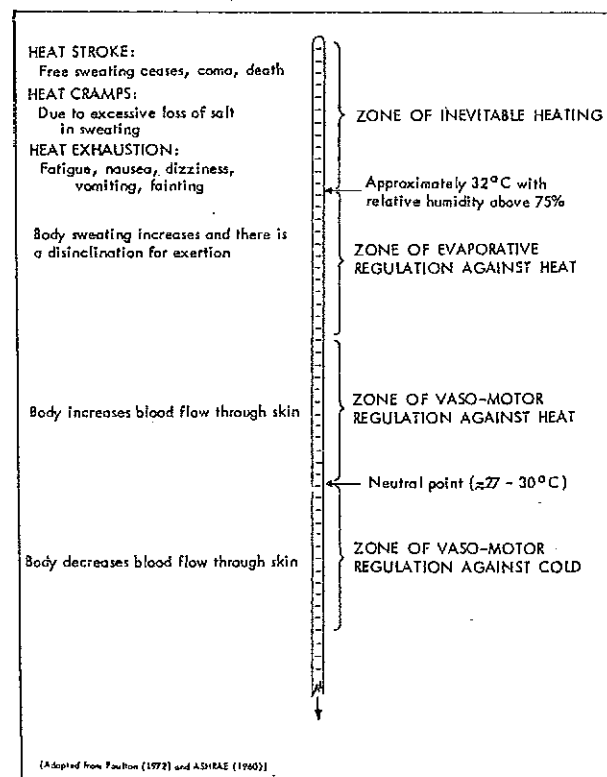 HEAT STROKE:
Free sweating ceases, coma, death
HEAT CRAMPS:
Due to excessive loss of salt
in sweating
HEAT EXHAUSTION:
Fatigue, nausea, dizziness,
vomiting, fainting
ZONE OF INEVITABLE HEATING
Approximately 32°C with
relative humidity above 75%
Body sweating increases and there is
a disinclination for exertion
ZONE OF EVAPORATIVE
REGULATION AGAINST HEAT
Body increases blood flow through skin
ZONE OF VASO-MOTOR
REGULATION AGAINST HEAT
Neutral point (≈27 - 30°C)
Body decreases blood flow through skin
ZONE OF VASO-MOTOR
REGULATION AGAINST COLD
[Adapted from Poulton (1972) and ASHRAE (1960)]